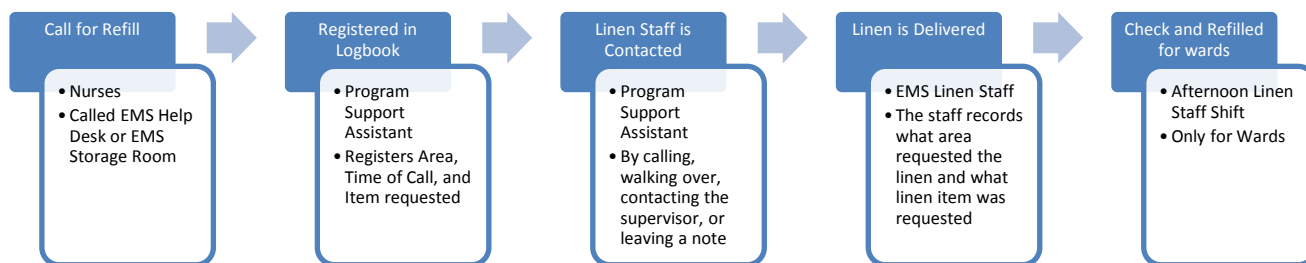 Call for Refill
• Nurses
• Called EMS Help
Desk or EMS
Storage Room
Registered in
Logbook
• Program
Support
Assistant
• Registers Area,
Time of Call, and
Item requested
Linen Staff is
Contacted
• Program
Support
Assistant
• By calling,
walking over,
contacting the
supervisor, or
leaving a note
Linen is Delivered
• EMS Linen Staff
• The staff records
what area
requested the
linen and what
linen item was
requested
Check and Refilled
for wards
• Afternoon Linen
Staff Shift
• Only for Wards